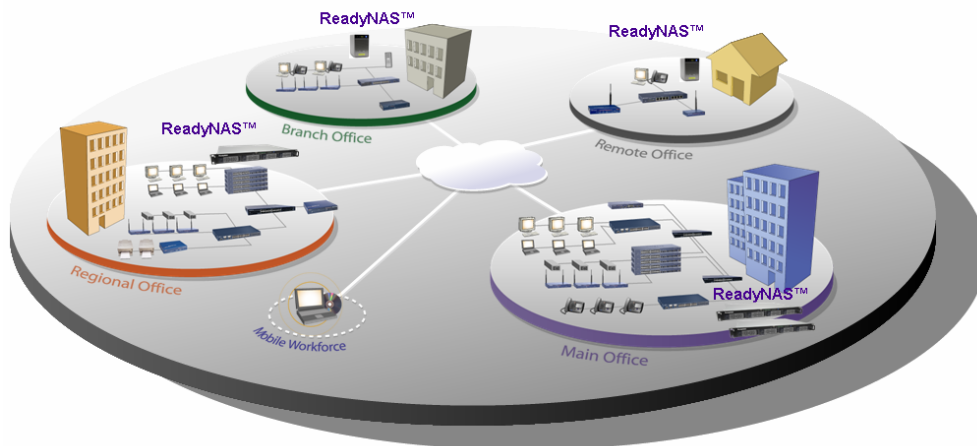 ReadyNAS™
ReadyNAS™
Branch Office
Remote Office
ReadyNAS™
Regional Office
Mobile Workforce
ReadyNAS™
Main Office